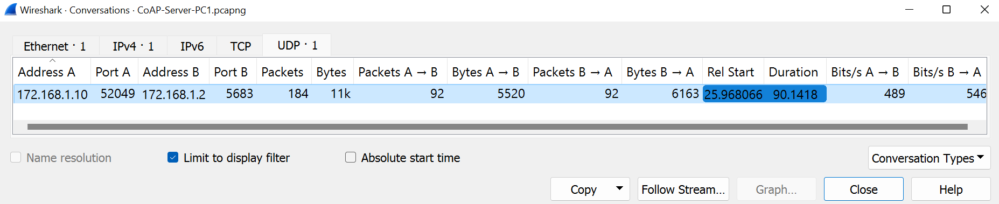 Wireshark · Conversations · CoAP-Server-PC1.pcapng
Ethernet · 1 IPv4 · 1 IPv6 TCP UDP · 1
Address A Port A Address B Port B Packets Bytes Packets A → B Bytes A → B Packets B → A Bytes B → A Rel Start Duration Bits/s A → B Bits/s B → A
172.168.1.10 52049 172.168.1.2 5683 184 11k 92 5520 92 6163 25.968066 90.1418 489 546
Name resolution Limit to display filter Absolute start time
Conversation Types
Copy Follow Stream... Graph... Close Help